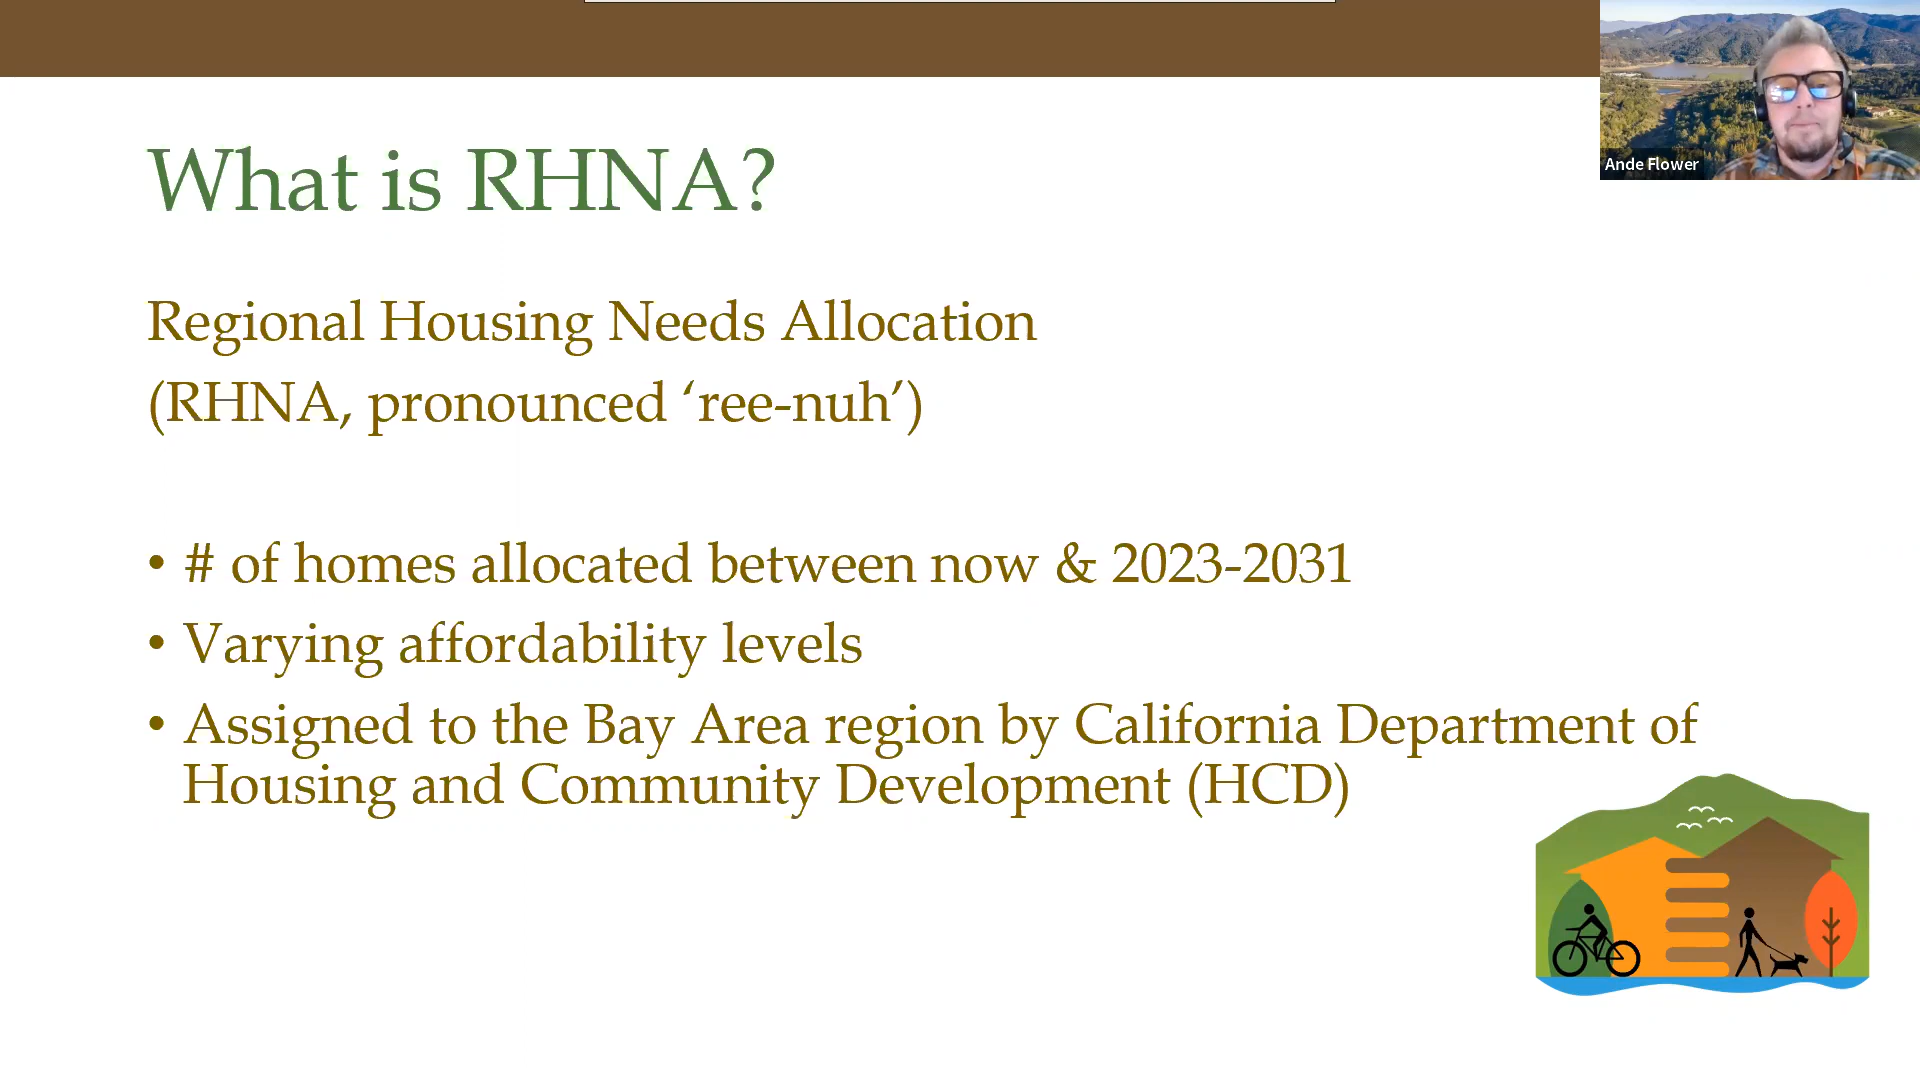 Ande Flower
What is RHNA?
Regional Housing Needs Allocation
(RHNA, pronounced ‘ree-nuh’)
• # of homes allocated between now & 2023-2031
• Varying affordability levels
• Assigned to the Bay Area region by California Department of
Housing and Community Development (HCD)